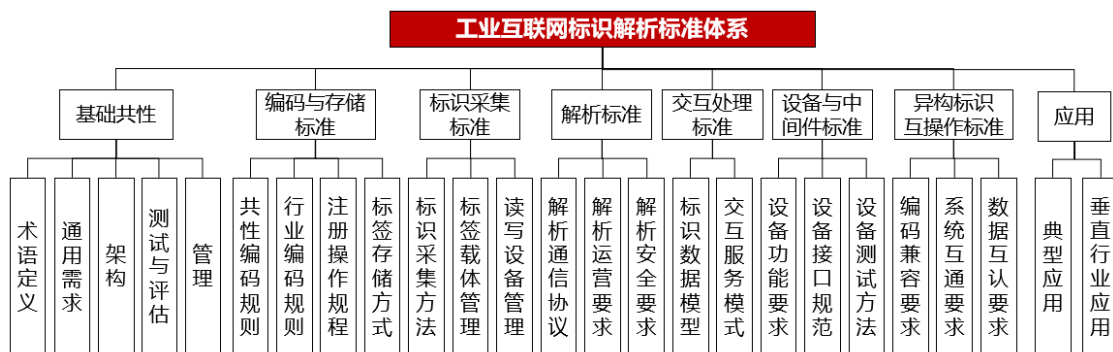 工业互联网标识解析标准体系
基础共性
编码与存储
标准
标识采集
标准
解析标准
交互处理
标准
设备与中
间件标准
异构标识
互操作标准
应用
术语定义
通用需求
架构
测试与评估
管理
共性编码规则
行业编码规则
注册操作规程
标签存储方式
标识采集方法
标签载体管理
读写设备管理
解析通信协议
解析运营要求
解析安全要求
标识数据模型
交互服务模式
设备功能要求
设备接口规范
设备测试方法
编码兼容要求
系统互通要求
数据互认要求
典型应用
垂直行业应用